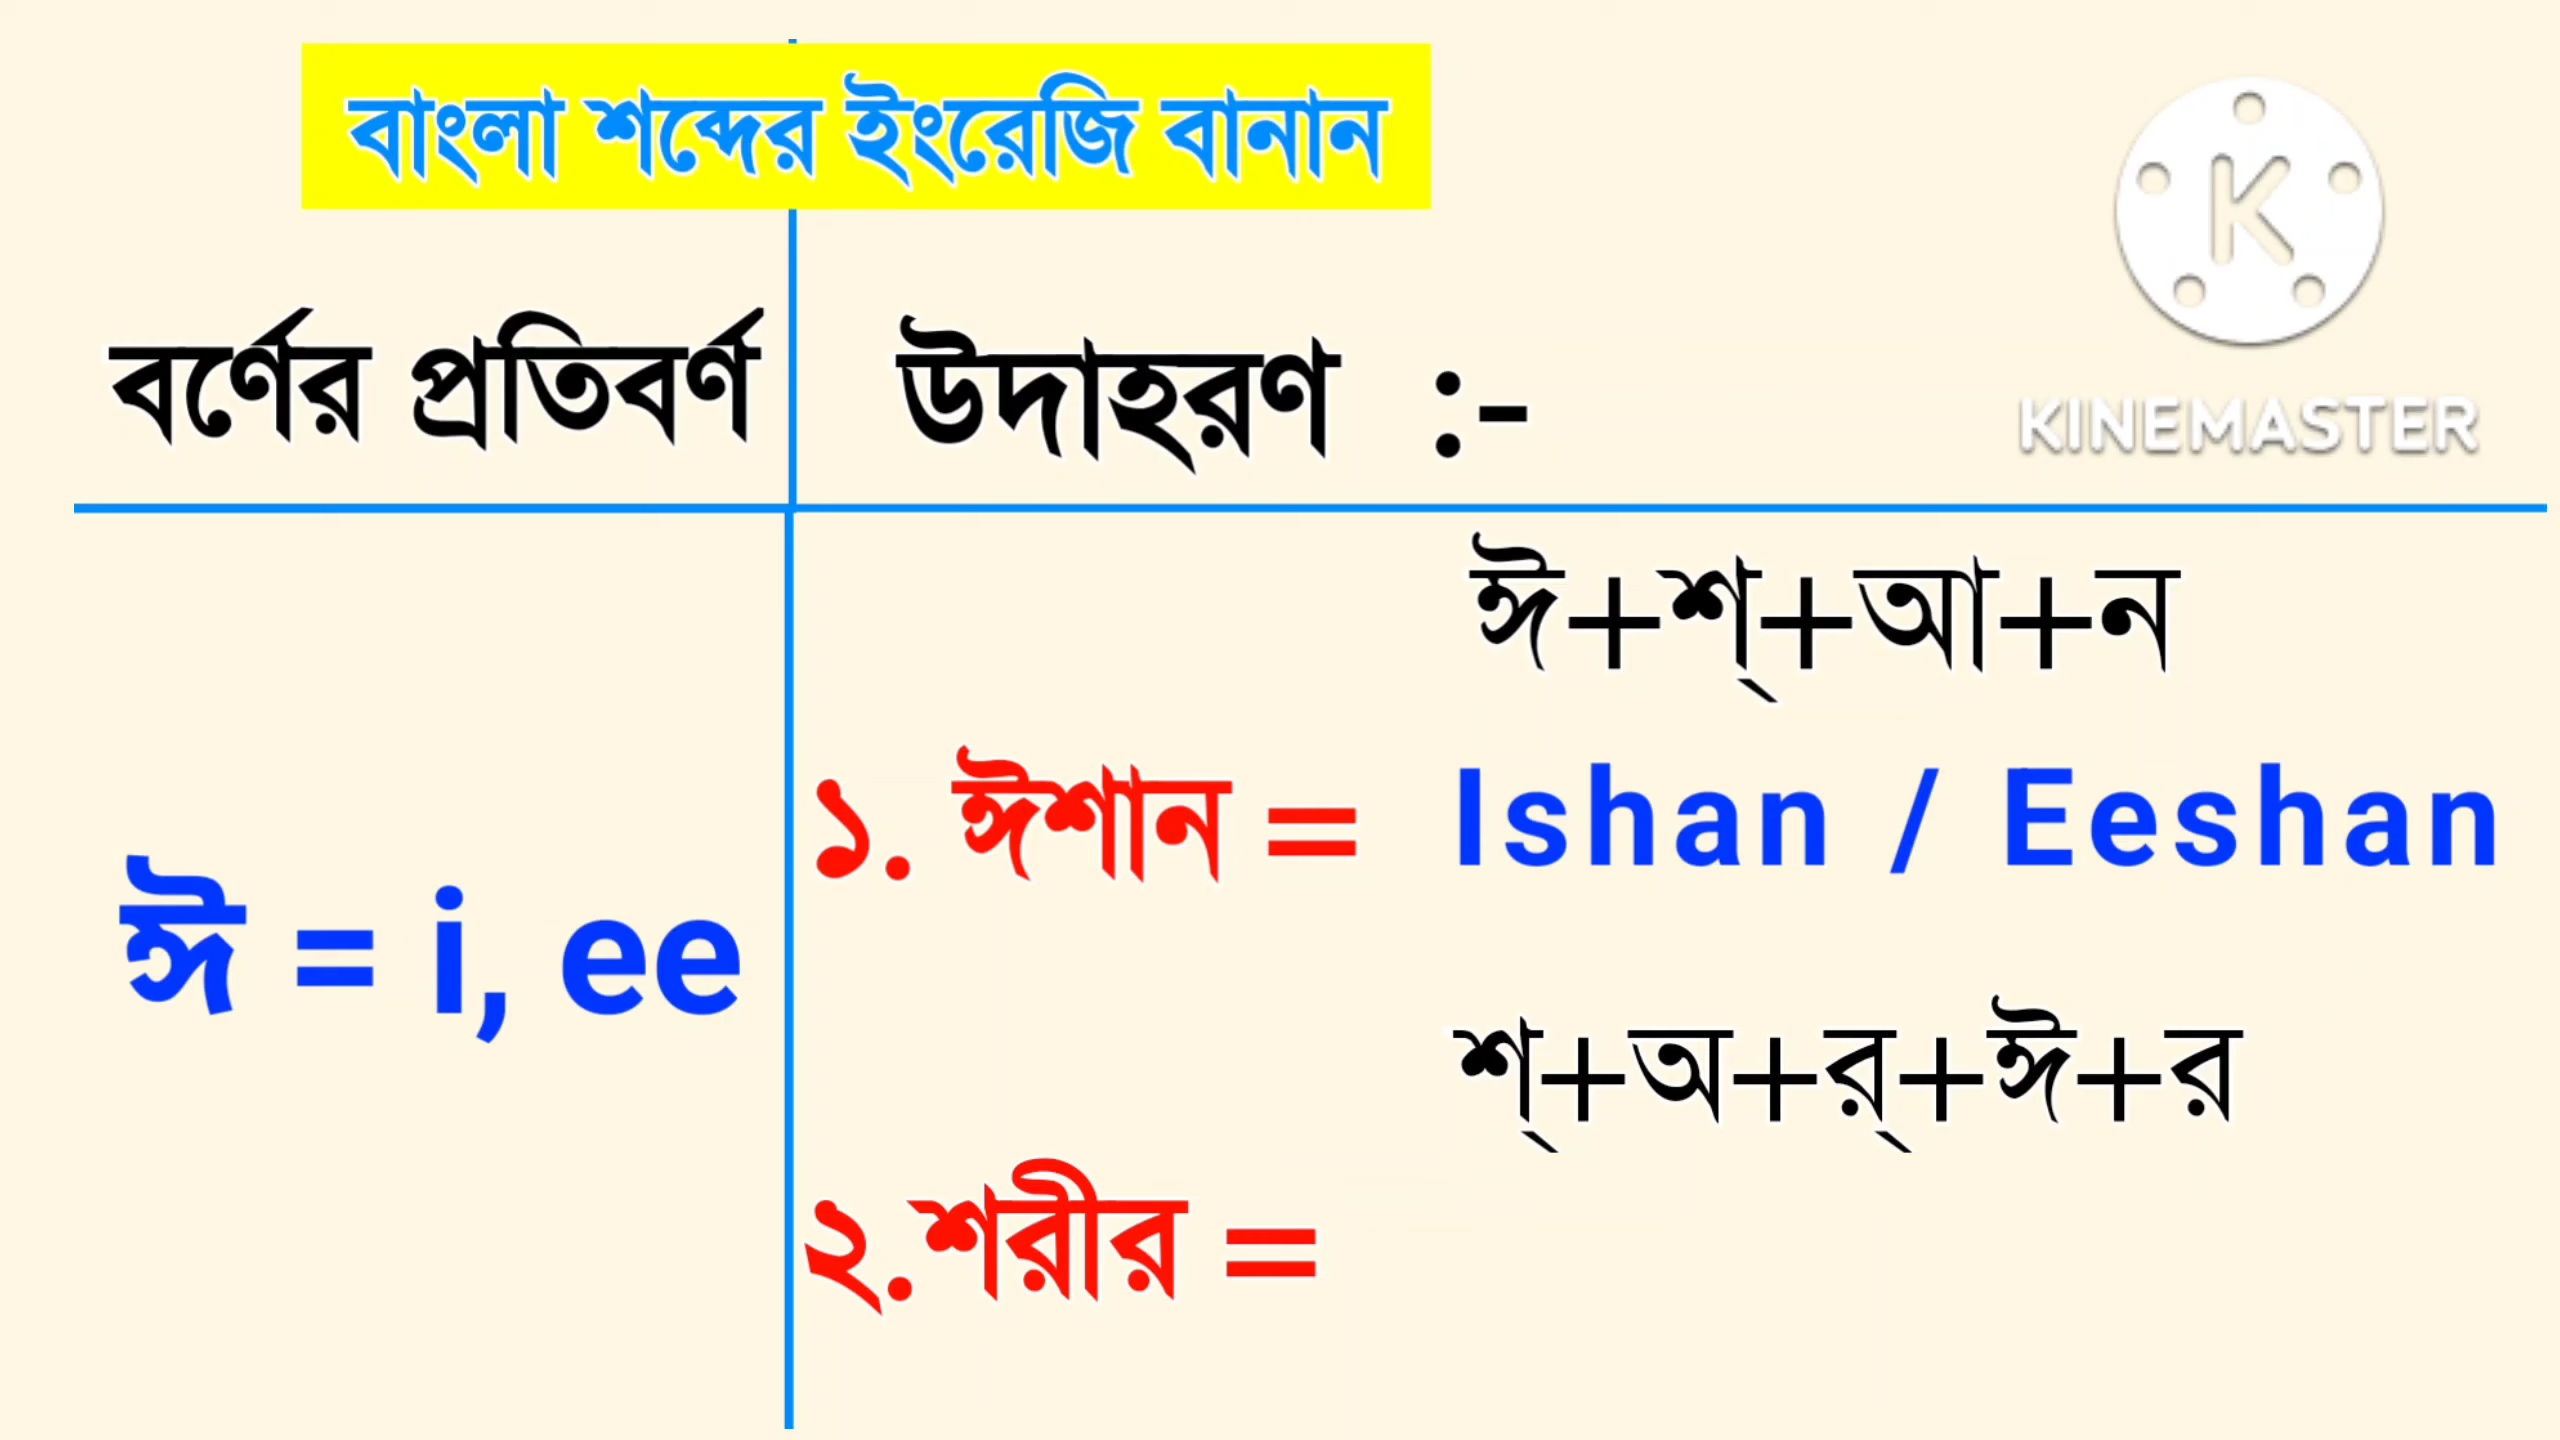 বাংলা শব্দের ইংরেজি বানান
K
KINEMASTER
বর্ণের প্রতিবর্ণ
উদাহরণ :-
ঈ+শ্+আ+ন
১. ঈশান = Ishan / Eeshan
ঈ = i, ee
শ্+অ+র্+ঈ+র
২.শরীর =